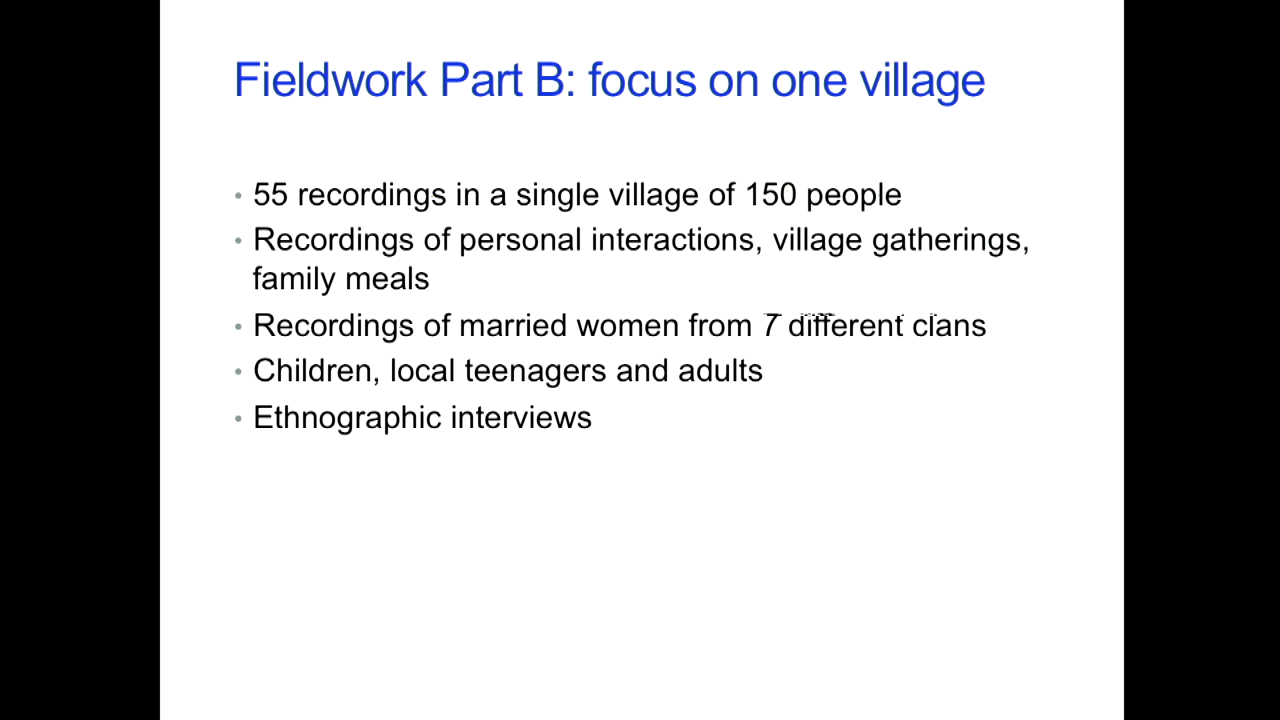 Fieldwork Part B: focus on one village
• 55 recordings in a single village of 150 people
• Recordings of personal interactions, village gatherings,
family meals
• Recordings of married women from 7 different clans
• Children, local teenagers and adults
• Ethnographic interviews